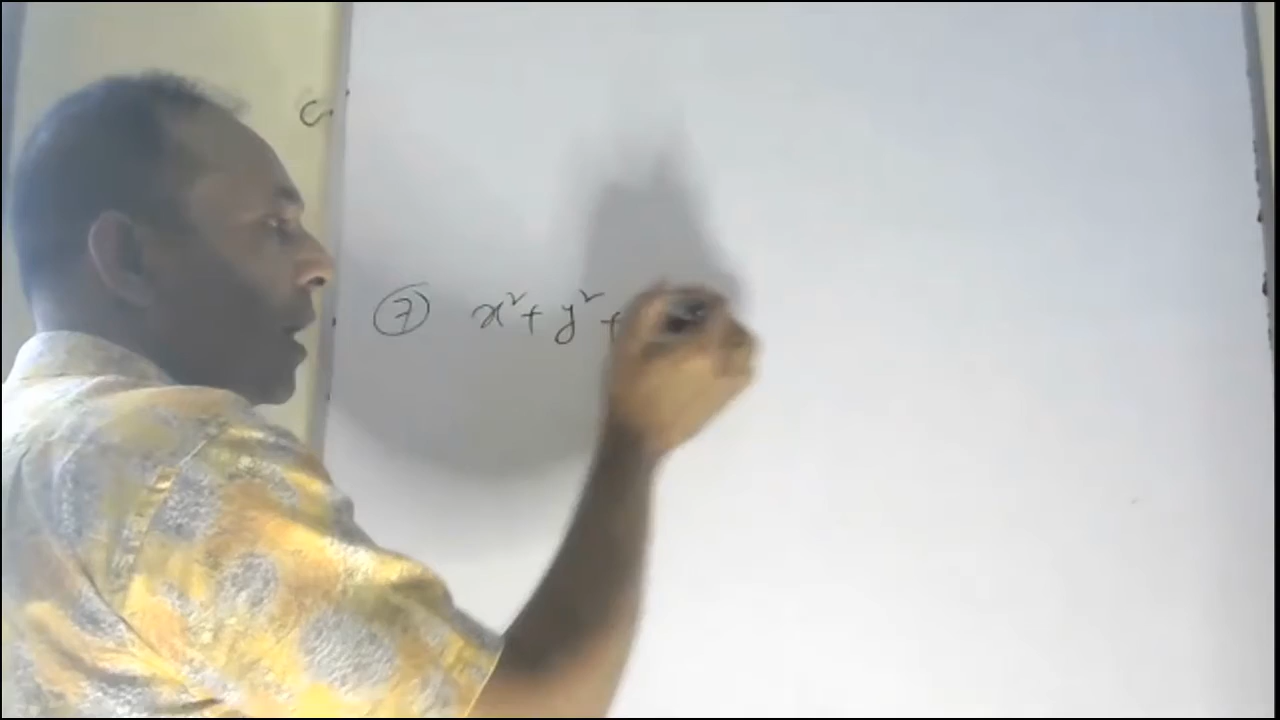 ⑦ x² + y² +